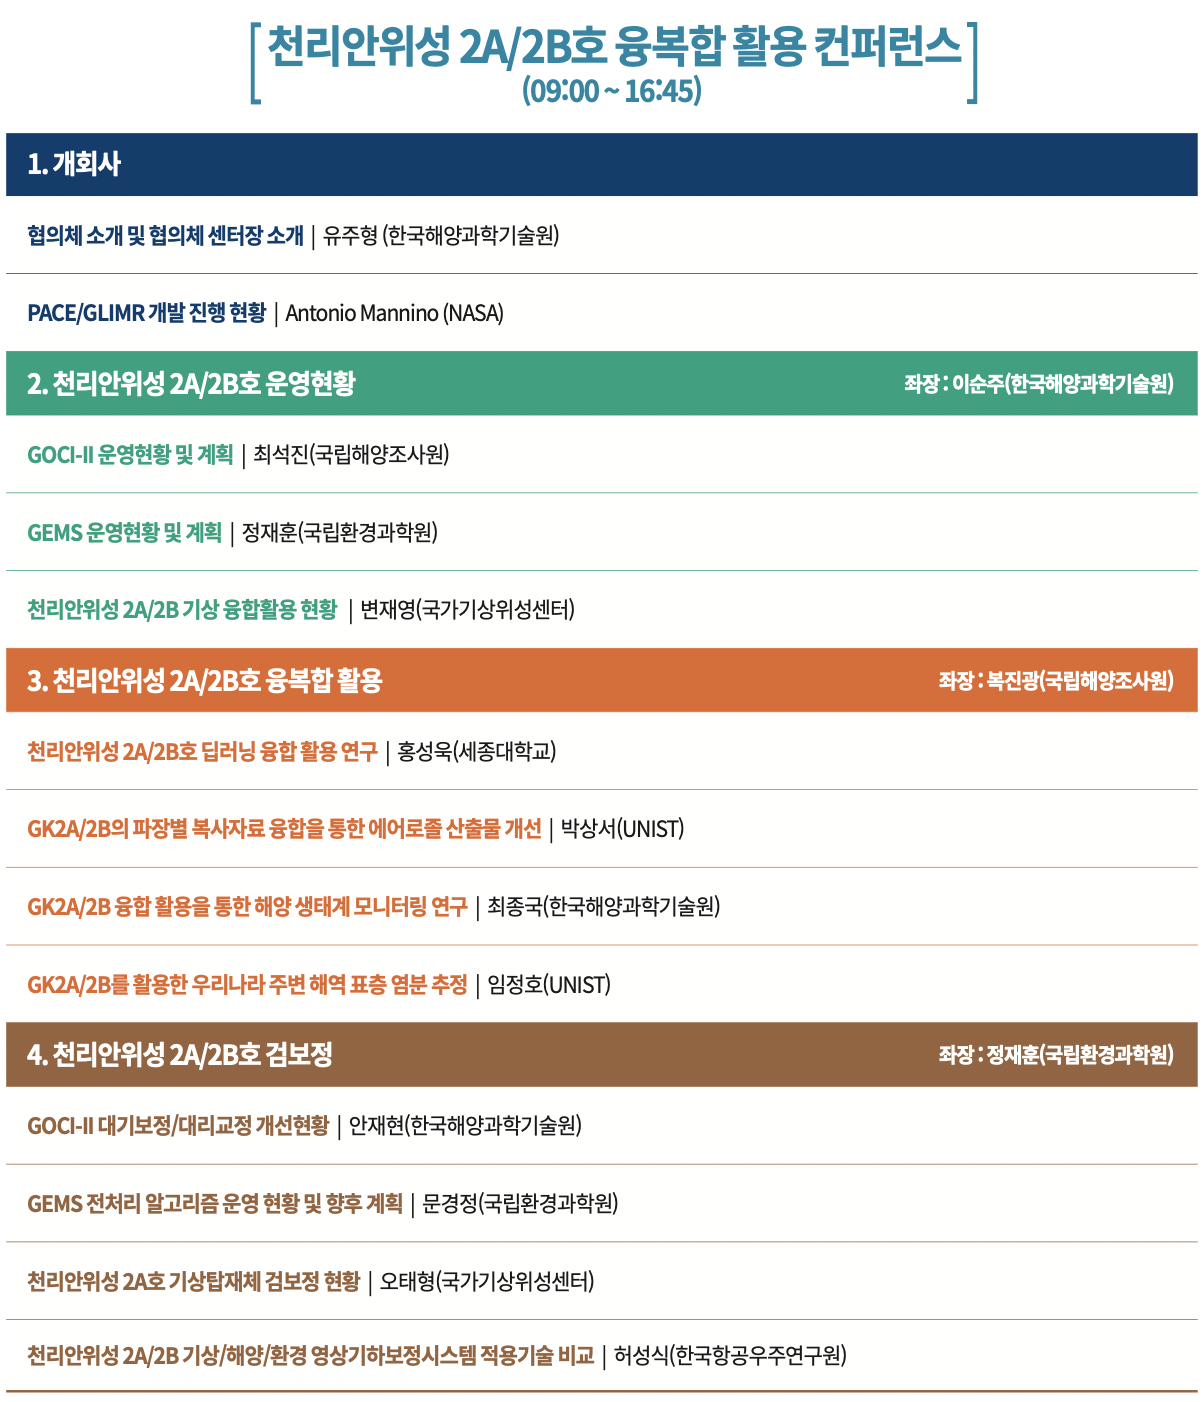 천리안위성 2A/2B호 융복합 활용 컨퍼런스
(09:00 ~ 16:45)
1. 개회사
협의체 소개 및 협의체 센터장 소개 | 유주형 (한국해양과학기술원)
PACE/GLIMR 개발 진행 현황 | Antonio Mannino (NASA)
2. 천리안위성 2A/2B호 운영현황 좌장 : 이순주(한국해양과학기술원)
GOCI-II 운영현황 및 계획 | 최석진(국립해양조사원)
GEMS 운영현황 및 계획 | 정재훈(국립환경과학원)
천리안위성 2A/2B 기상 융합활용 현황 | 변재영(국가기상위성센터)
3. 천리안위성 2A/2B호 융복합 활용 좌장 : 복진광(국립해양조사원)
천리안위성 2A/2B호 딥러닝 융합 활용 연구 | 홍성욱(세종대학교)
GK2A/2B의 파장별 복사자료 융합을 통한 에어로졸 산출물 개선 | 박상서(UNIST)
GK2A/2B 융합 활용을 통한 해양 생태계 모니터링 연구 | 최종국(한국해양과학기술원)
GK2A/2B를 활용한 우리나라 주변 해역 표층 염분 추정 | 임정호(UNIST)
4. 천리안위성 2A/2B호 검보정 좌장 : 정재훈(국립환경과학원)
GOCI-II 대기보정/대리교정 개선현황 | 안재현(한국해양과학기술원)
GEMS 전처리 알고리즘 운영 현황 및 향후 계획 | 문경정(국립환경과학원)
천리안위성 2A호 기상탑재체 검보정 현황 | 오태형(국가기상위성센터)
천리안위성 2A/2B 기상/해양/환경 영상기하보정시스템 적용기술 비교 | 허성식(한국항공우주연구원)